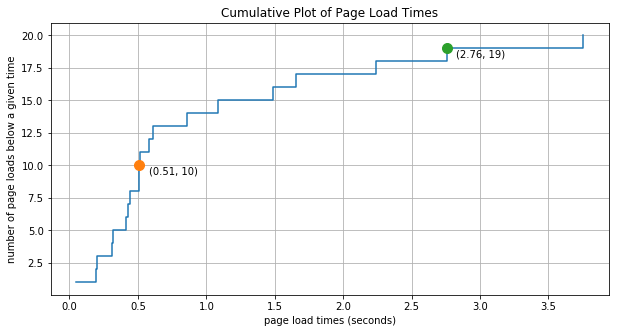 Cumulative Plot of Page Load Times
number of page loads below a given time
20.0
17.5
15.0
12.5
10.0
7.5
5.0
2.5
(2.76, 19)
(0.51, 10)
0.0 0.5 1.0 1.5 2.0 2.5 3.0 3.5
page load times (seconds)